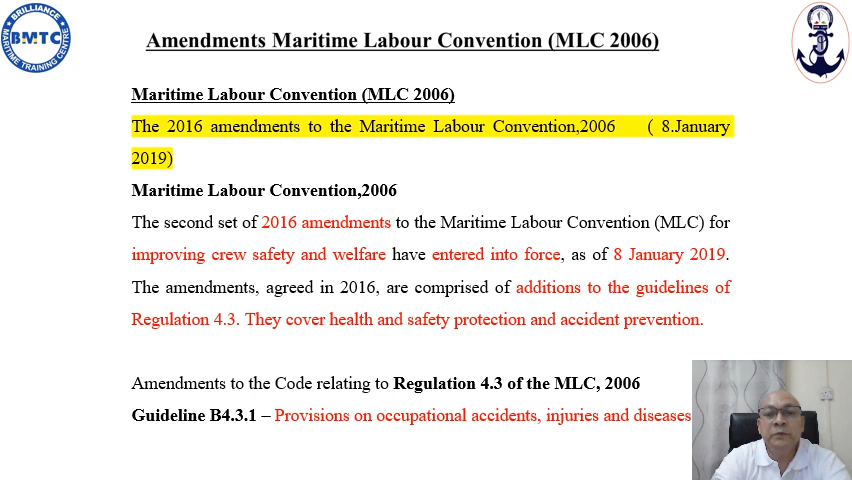 BRILLIANCE
BMTC
MARITIME TRAINING CENTRE
Amendments Maritime Labour Convention (MLC 2006)
Maritime Labour Convention (MLC 2006)
The 2016 amendments to the Maritime Labour Convention,2006 ( 8.January
2019)
Maritime Labour Convention,2006
The second set of 2016 amendments to the Maritime Labour Convention (MLC) for
improving crew safety and welfare have entered into force, as of 8 January 2019.
The amendments, agreed in 2016, are comprised of additions to the guidelines of
Regulation 4.3. They cover health and safety protection and accident prevention.
Amendments to the Code relating to Regulation 4.3 of the MLC, 2006
Guideline B4.3.1 – Provisions on occupational accidents, injuries and diseases